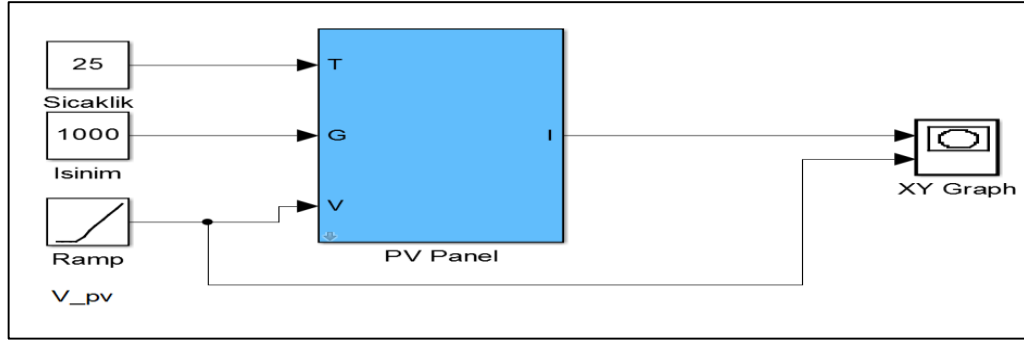 25
Sicaklik
T
1000
Isinim
G
I
XY Graph
V
Ramp
PV Panel
V_pv